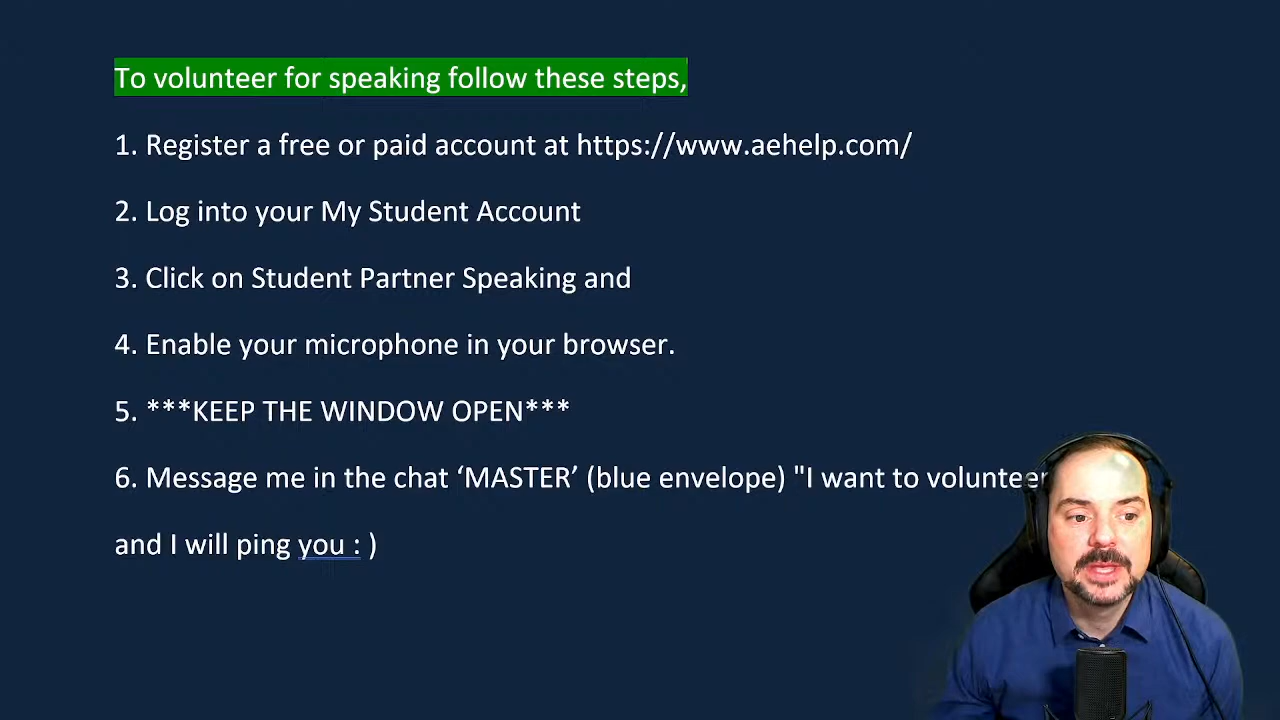 To volunteer for speaking follow these steps,
1. Register a free or paid account at https://www.aehelp.com/
2. Log into your My Student Account
3. Click on Student Partner Speaking and
4. Enable your microphone in your browser.
5. ***KEEP THE WINDOW OPEN***
6. Message me in the chat ‘MASTER’ (blue envelope) "I want to volunteer
and I will ping you : )